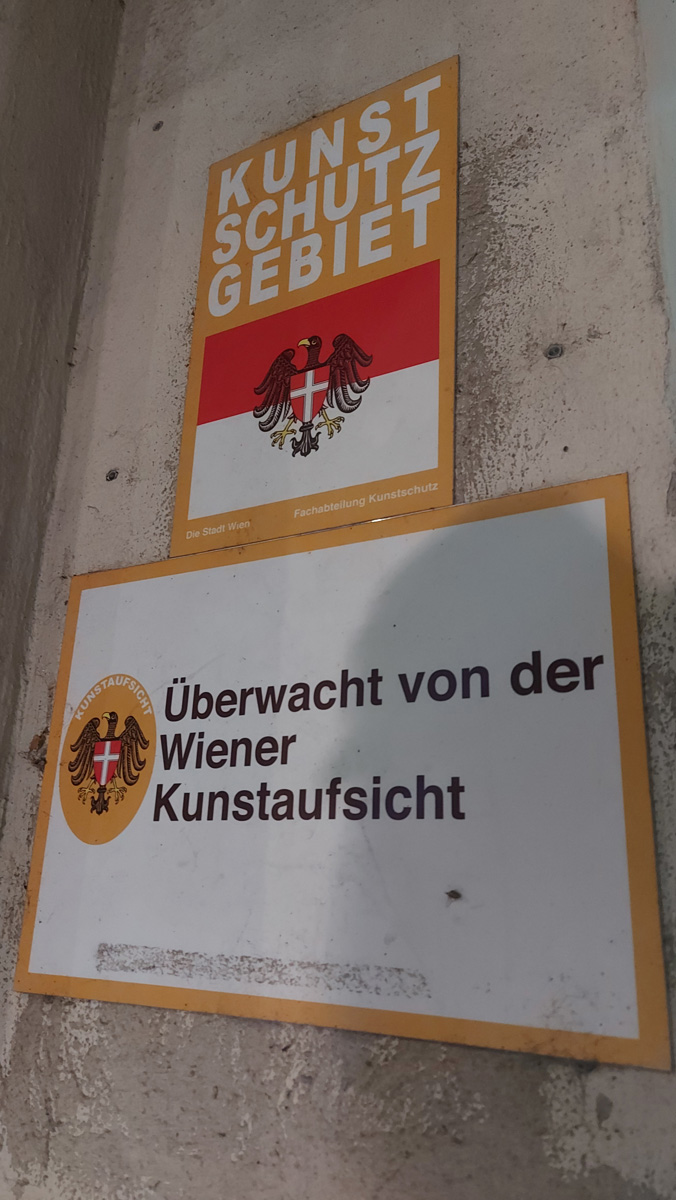 KUNST
SCHUTZ
GEBIET
Die Stadt Wien Fachabteilung Kunstschutz
KUNSTAUFSICHT
Überwacht von der
Wiener
Kunstaufsicht